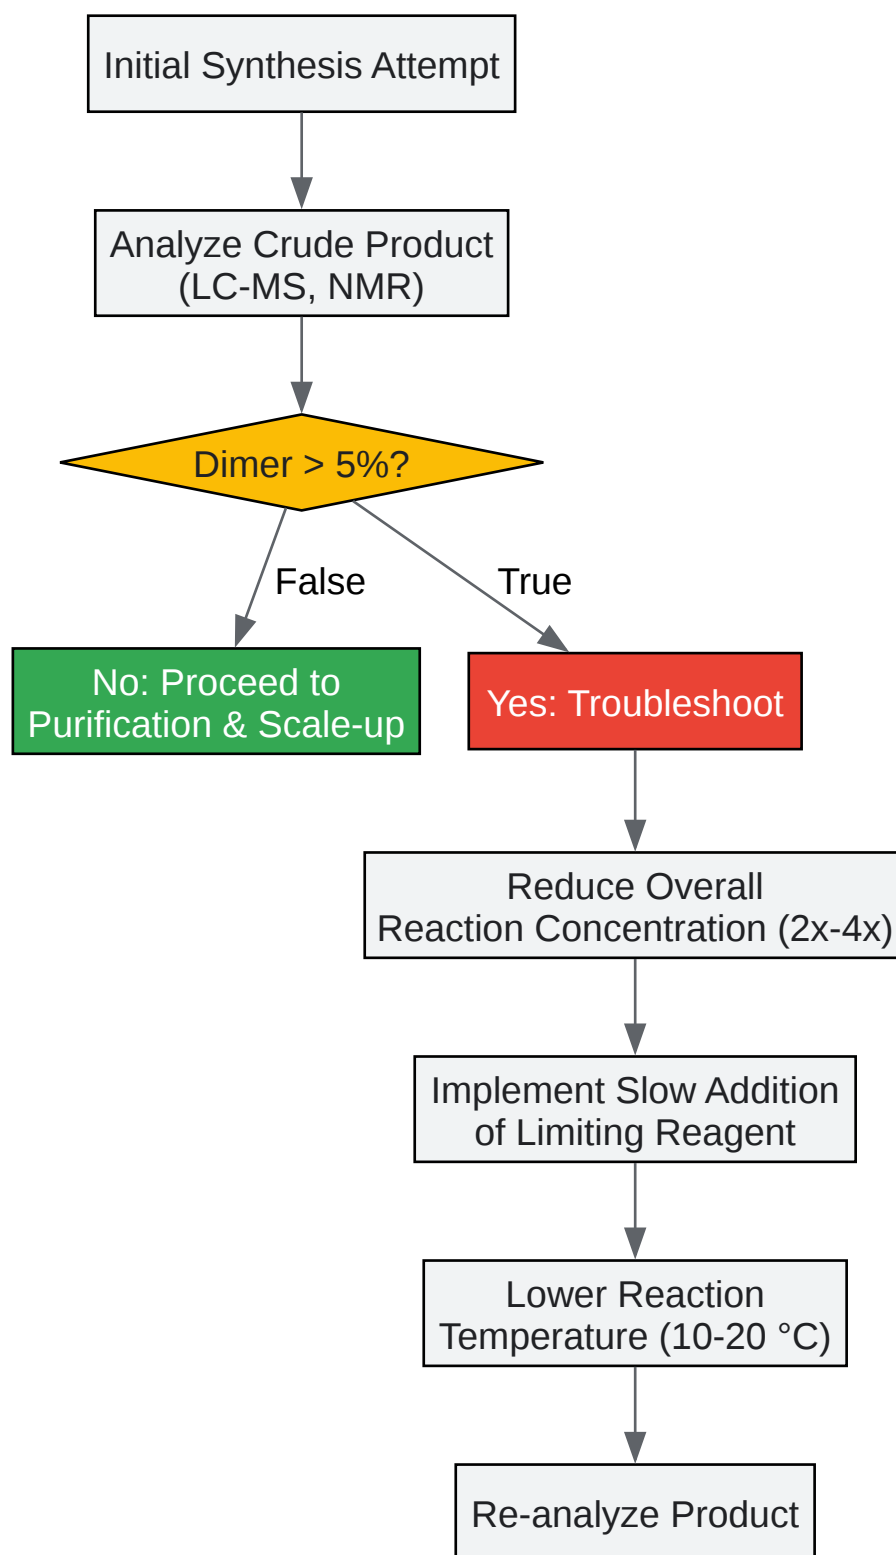 Initial Synthesis Attempt
Analyze Crude Product
(LC-MS, NMR)
Dimer > 5%?
False
True
No: Proceed to
Purification & Scale-up
Yes: Troubleshoot
Reduce Overall
Reaction Concentration (2x-4x)
Implement Slow Addition
of Limiting Reagent
Lower Reaction
Temperature (10-20 °C)
Re-analyze Product